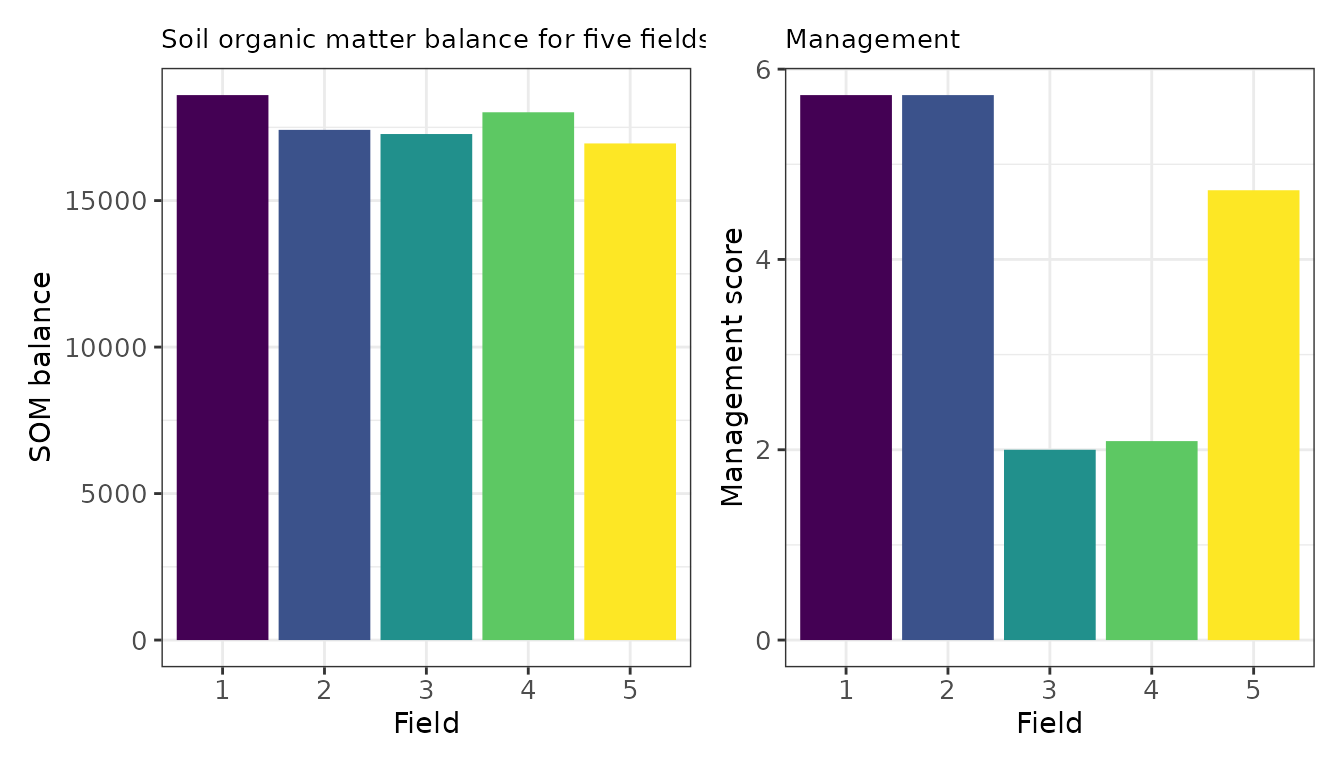 Soil organic matter balance for five fields
SOM balance
15000
10000
5000
0
1 2 3 4 5
Field
Management
Management score
6
4
2
0
1 2 3 4 5
Field